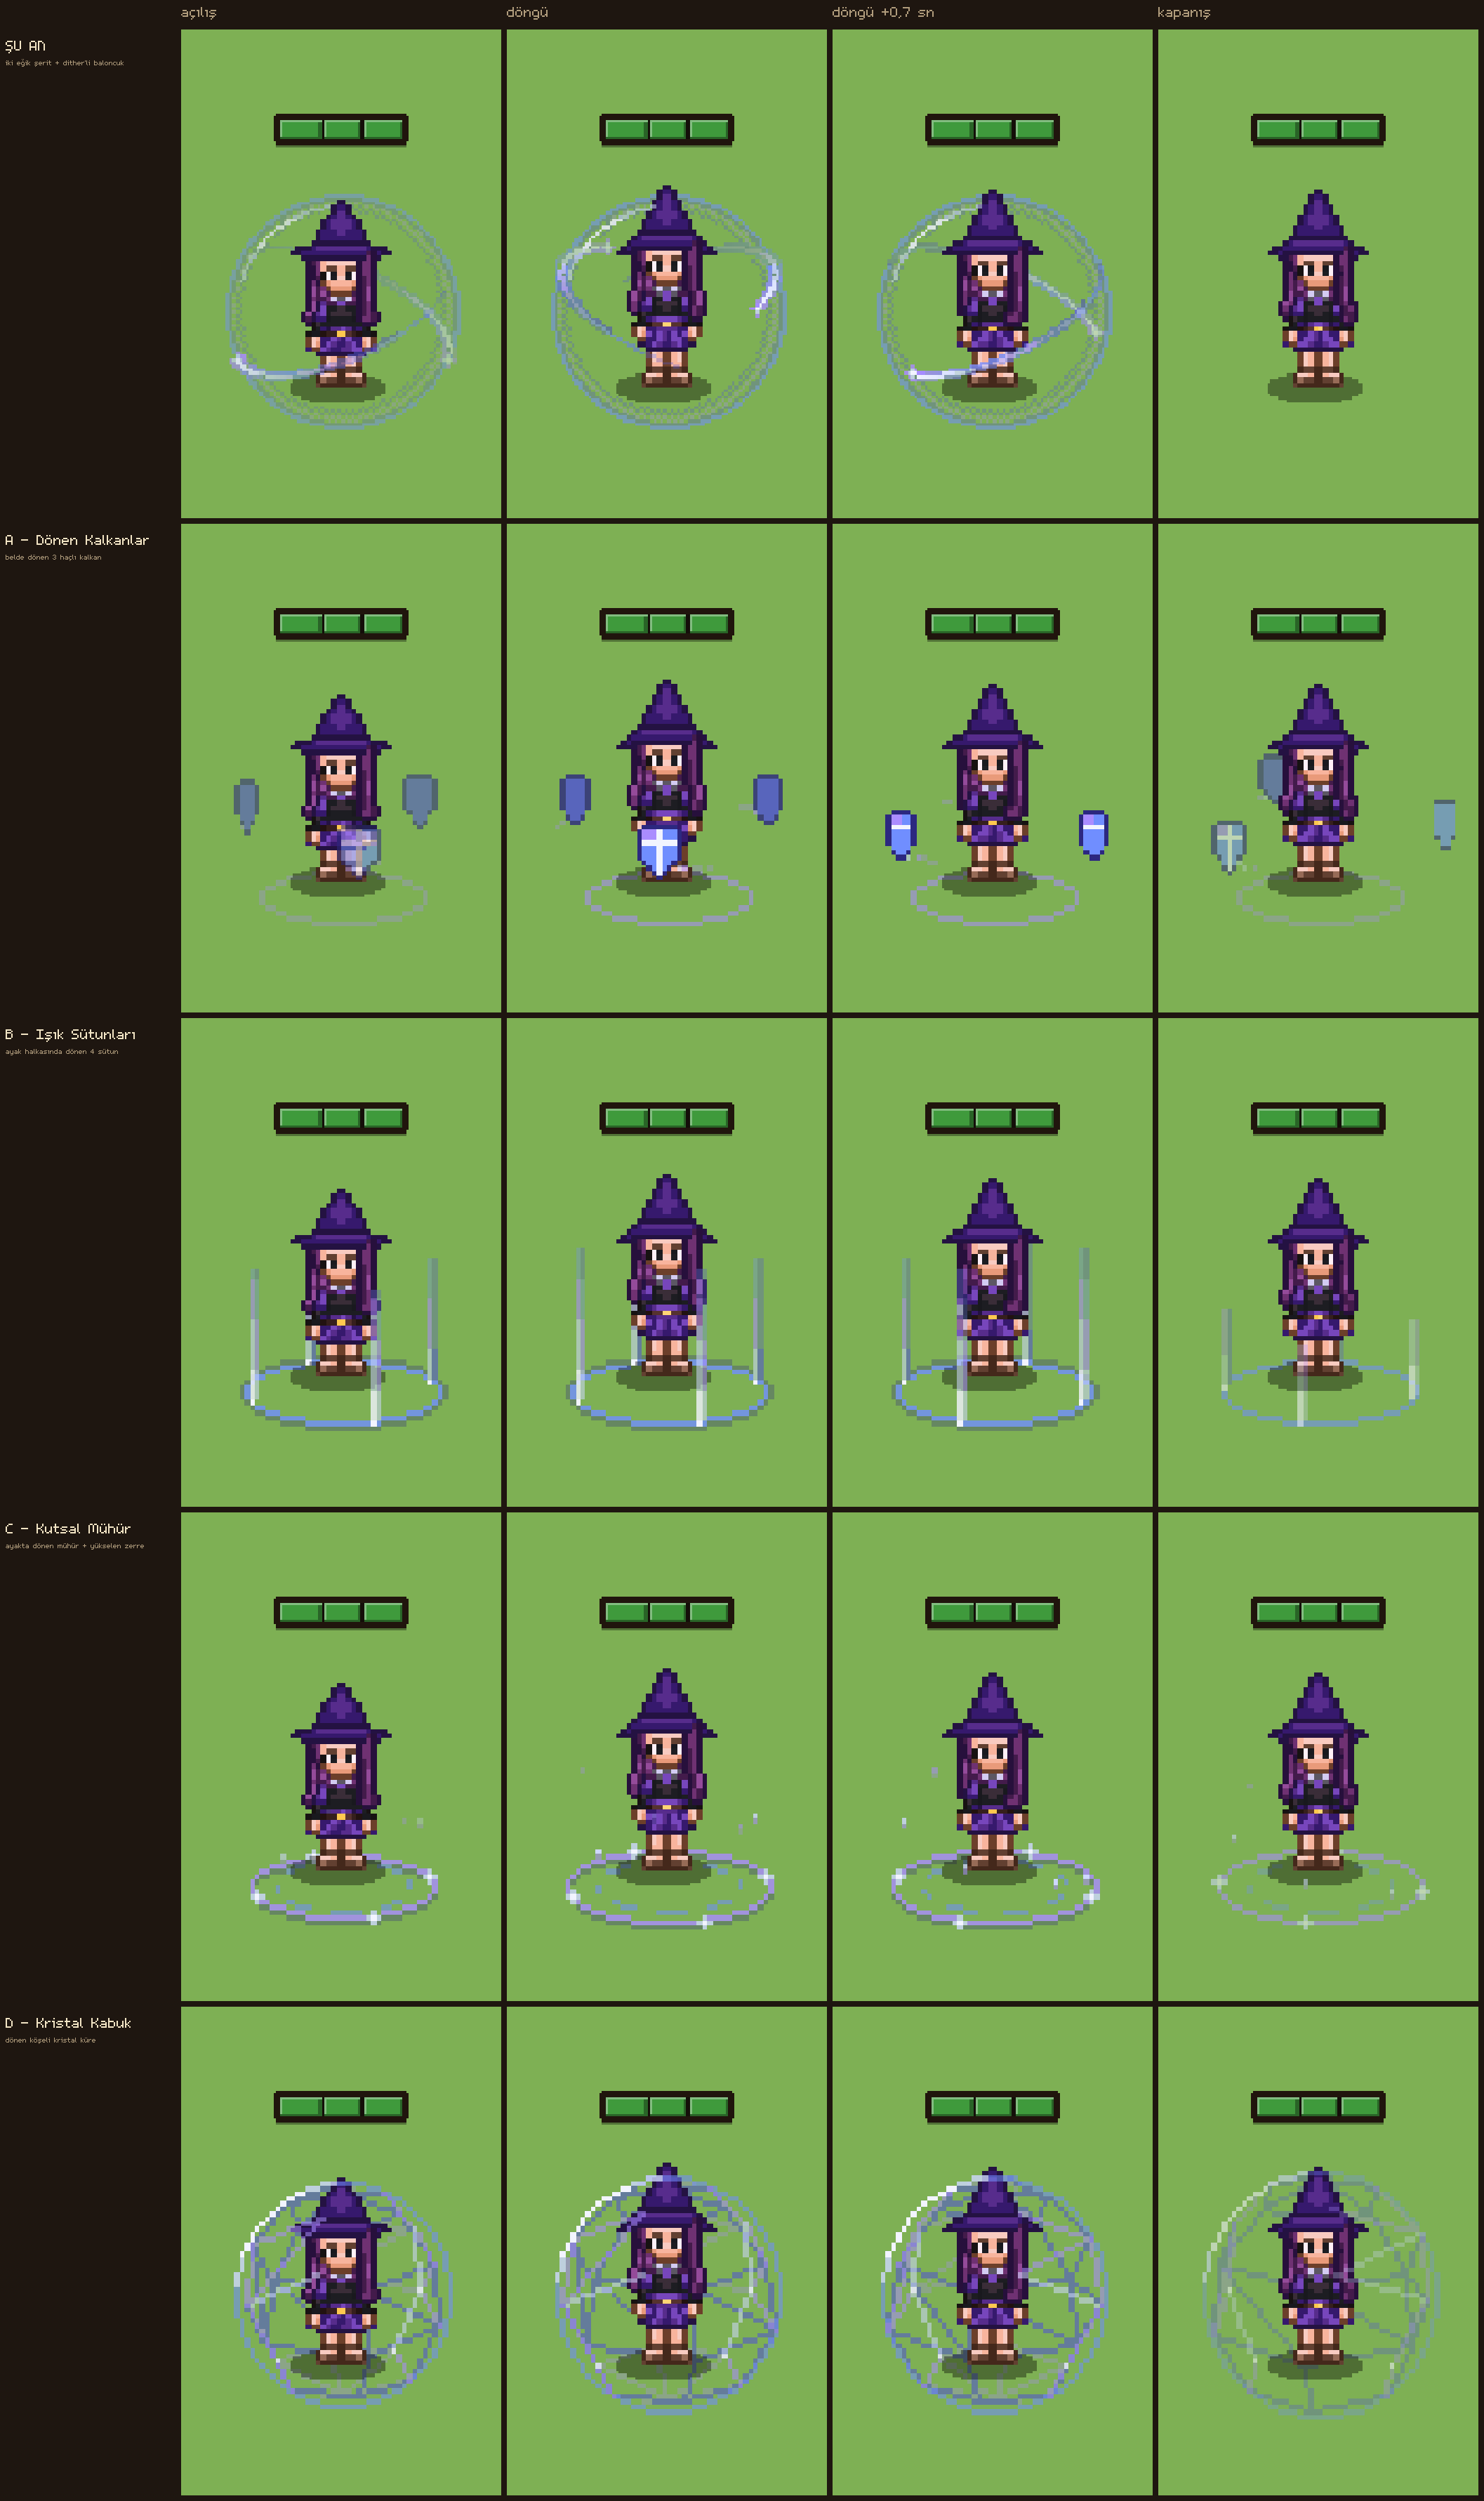 açılış döngü döngü +0,7 sn kapanış
ŞU AN
iki eğik şerit + dither'li baloncuk
A - Dönen Kalkanlar
belde dönen 3 haçlı kalkan
B - Işık Sütunları
ayak halkasında dönen 4 sütun
C - Kutsal Mühür
ayakta dönen mühür + yükselen zerre
D - Kristal Kabuk
dönen köşeli kristal küre